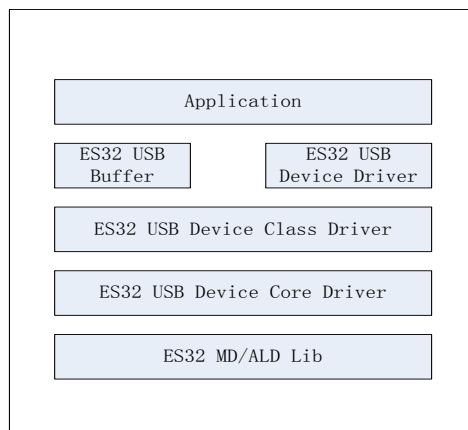 Application
ES32 USB
Buffer
ES32 USB
Device Driver
ES32 USB Device Class Driver
ES32 USB Device Core Driver
ES32 MD/ALD Lib